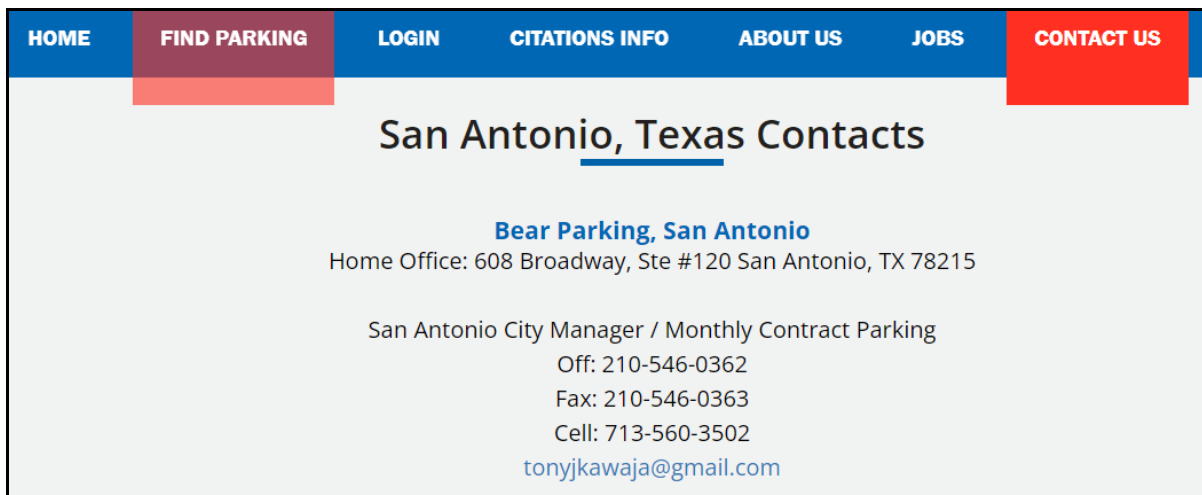 HOME FIND PARKING LOGIN CITATIONS INFO ABOUT US JOBS CONTACT US
San Antonio, Texas Contacts
Bear Parking, San Antonio
Home Office: 608 Broadway, Ste #120 San Antonio, TX 78215
San Antonio City Manager / Monthly Contract Parking
Off: 210-546-0362
Fax: 210-546-0363
Cell: 713-560-3502
tonyjkawaja@gmail.com